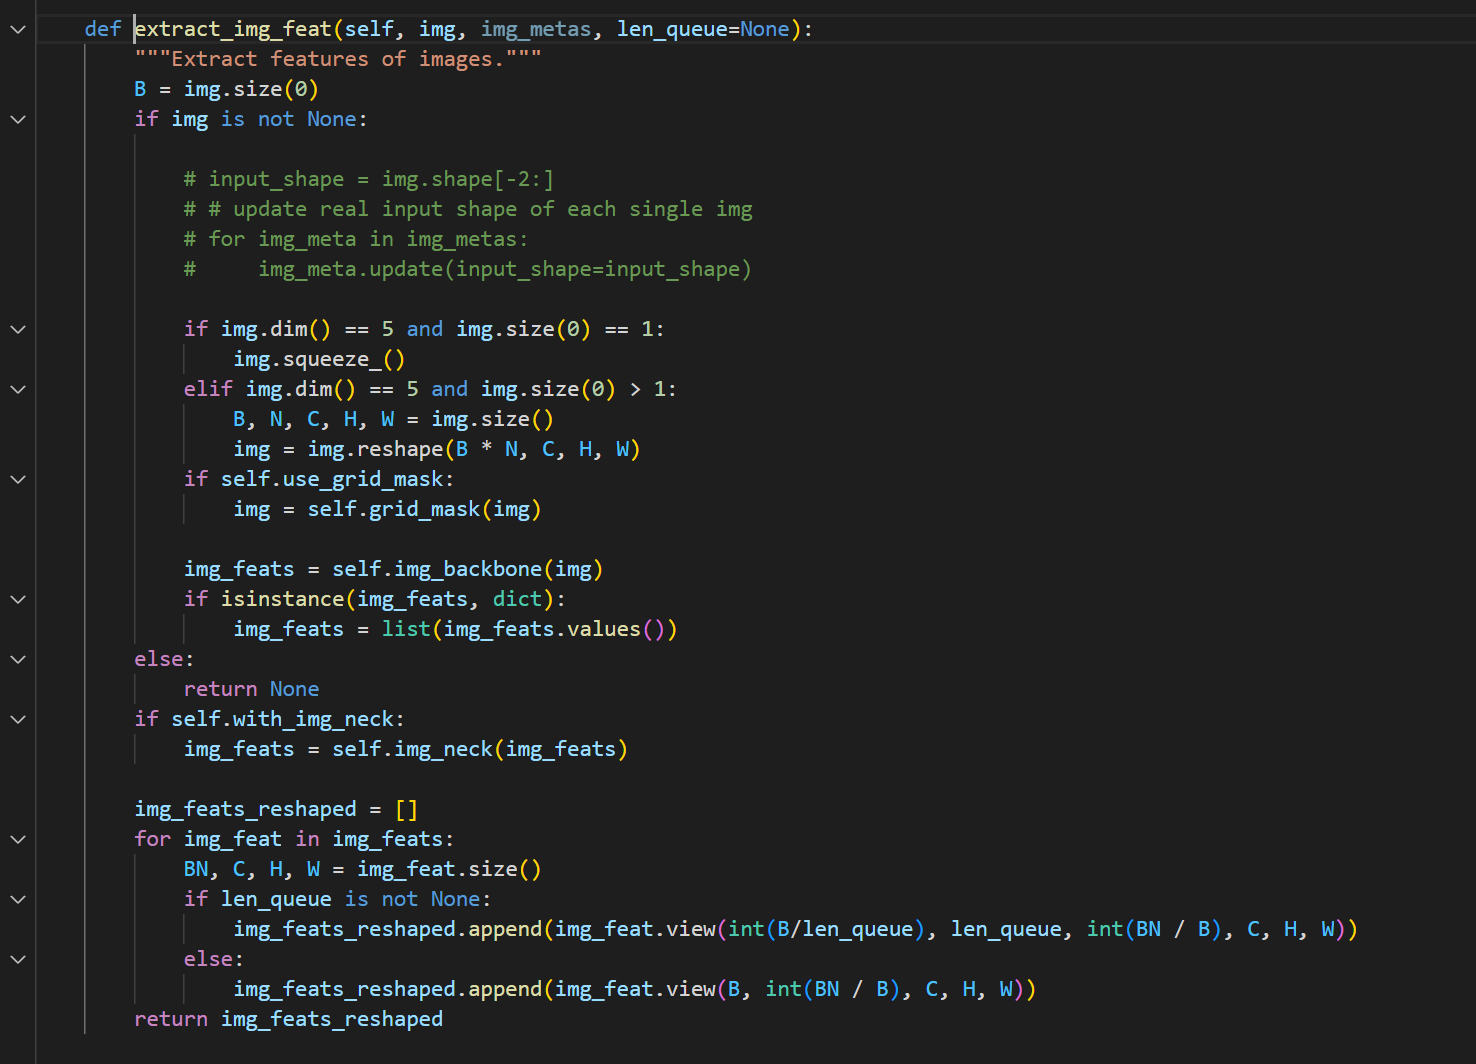 def extract_img_feat(self, img, img_metas, len_queue=None):
    """Extract features of images."""
    B = img.size(0)
    if img is not None:

        # input_shape = img.shape[-2:]
        # # update real input shape of each single img
        # for img_meta in img_metas:
        #     img_meta.update(input_shape=input_shape)

        if img.dim() == 5 and img.size(0) == 1:
            img.squeeze_()
        elif img.dim() == 5 and img.size(0) > 1:
            B, N, C, H, W = img.size()
            img = img.reshape(B * N, C, H, W)
        if self.use_grid_mask:
            img = self.grid_mask(img)

        img_feats = self.img_backbone(img)
        if isinstance(img_feats, dict):
            img_feats = list(img_feats.values())
    else:
        return None
    if self.with_img_neck:
        img_feats = self.img_neck(img_feats)

    img_feats_reshaped = []
    for img_feat in img_feats:
        BN, C, H, W = img_feat.size()
        if len_queue is not None:
            img_feats_reshaped.append(img_feat.view(int(B/len_queue), len_queue, int(BN / B), C, H, W))
        else:
            img_feats_reshaped.append(img_feat.view(B, int(BN / B), C, H, W))
    return img_feats_reshaped